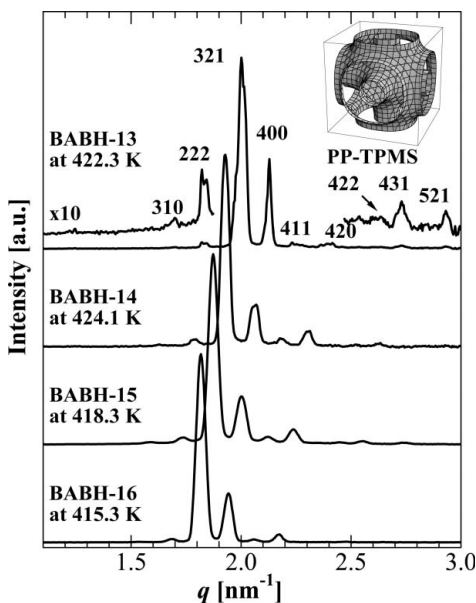 321
BABH-13
at 422.3 K
PP-TPMS
222
400
422
431
x10
310
521
411
420
BABH-14
at 424.1 K
BABH-15
at 418.3 K
BABH-16
at 415.3 K
Intensity [a.u.]
1.5
2.0
2.5
3.0
q [nm⁻¹]